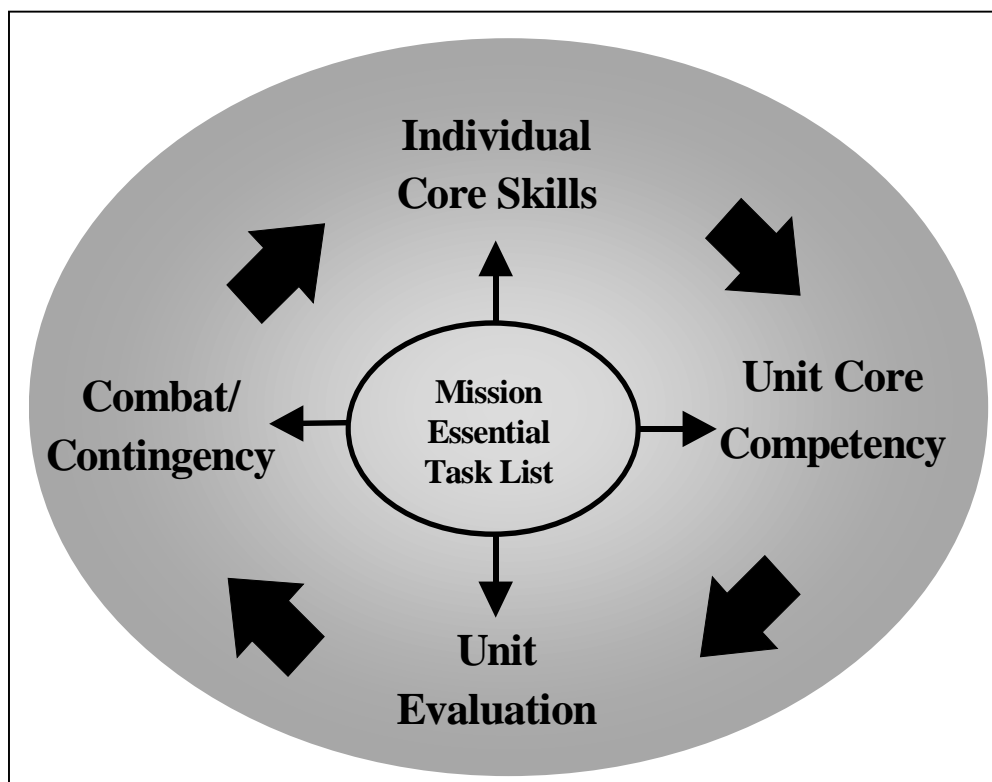 Individual
Core Skills
Combat/
Contingency
Mission
Essential
Task List
Unit Core
Competency
Unit
Evaluation